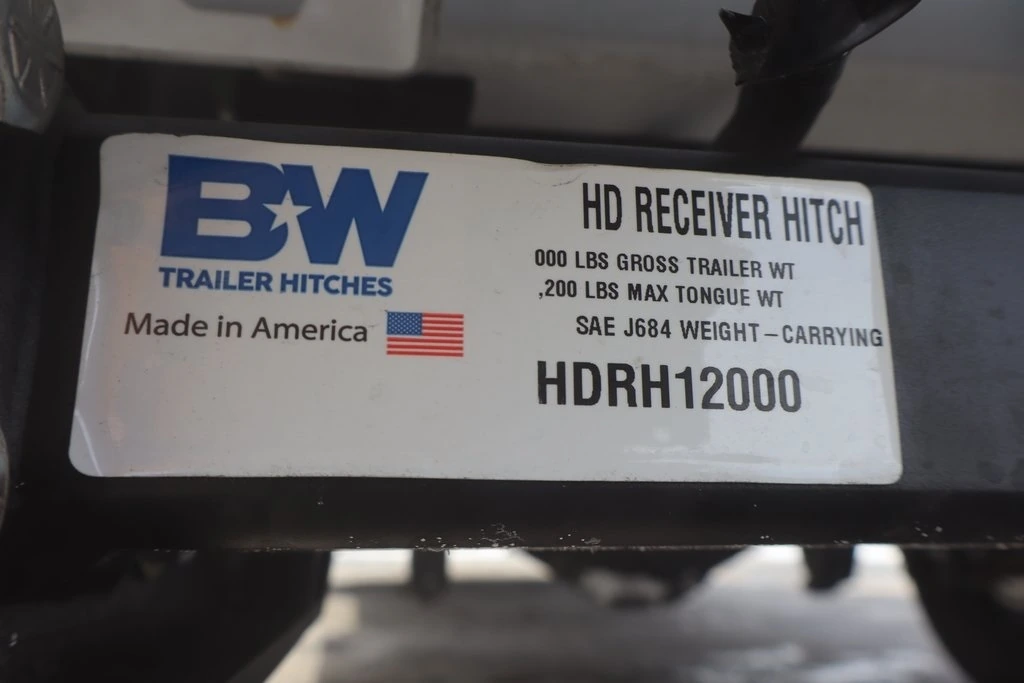 B&W
TRAILER HITCHES
Made in America
HD RECEIVER HITCH
000 LBS GROSS TRAILER WT
,200 LBS MAX TONGUE WT
SAE J684 WEIGHT-CARRYING
HDRH12000